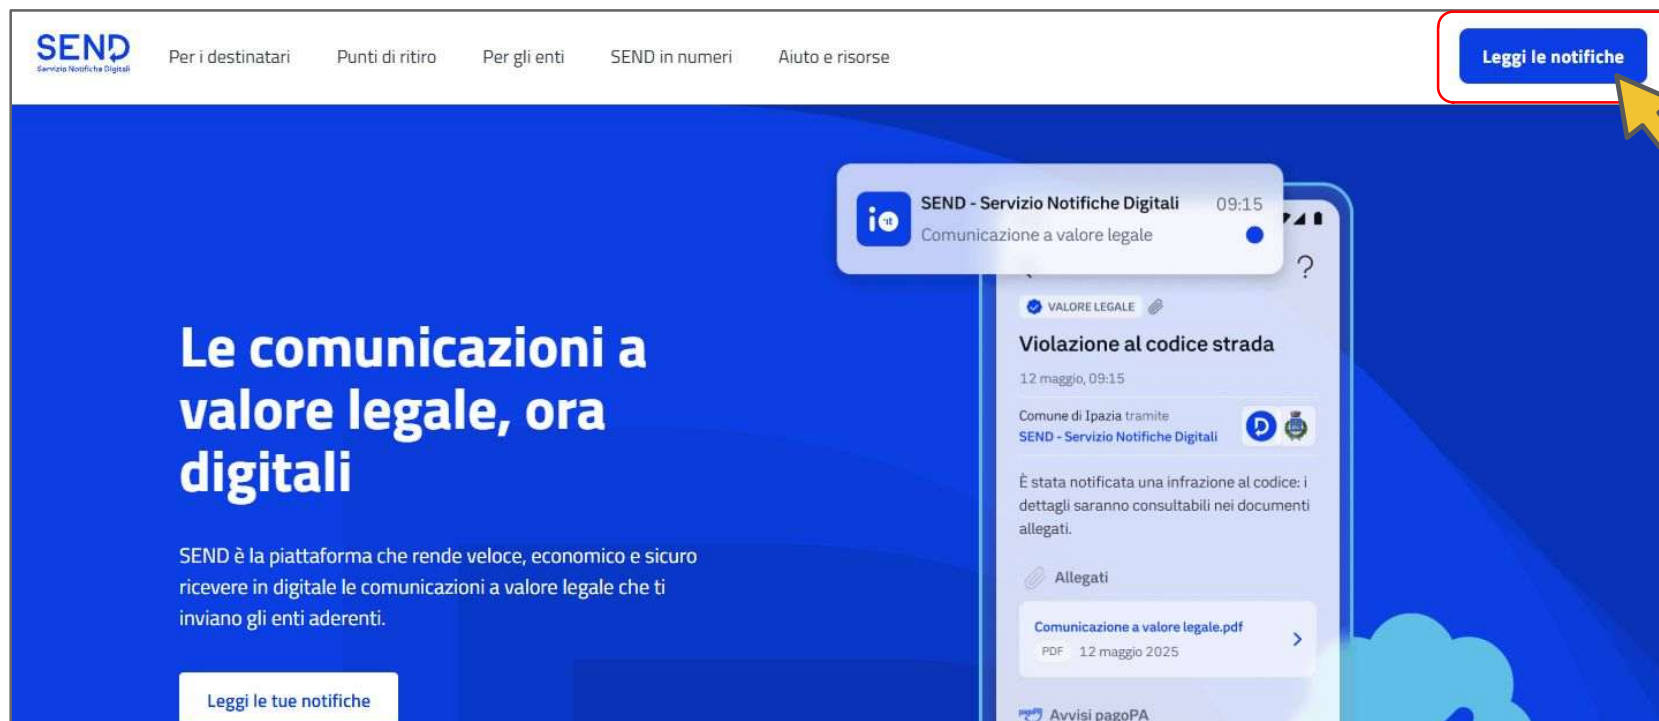 SEND
Servizio Notifiche Digitali
Per i destinatari
Punti di ritiro
Per gli enti
SEND in numeri
Aiuto e risorse
Leggi le notifiche
Le comunicazioni a
valore legale, ora
digitali
SEND è la piattaforma che rende veloce, economico e sicuro
ricevere in digitale le comunicazioni a valore legale che ti
inviano gli enti aderenti.
Leggi le tue notifiche
io
SEND - Servizio Notifiche Digitali 09:15
Comunicazione a valore legale
?
VALORE LEGALE
Violazione al codice strada
12 maggio, 09:15
Comune di Ipazia tramite
SEND - Servizio Notifiche Digitali
È stata notificata una infrazione al codice: i
dettagli saranno consultabili nei documenti
allegati.
Allegati
Comunicazione a valore legale.pdf
PDF 12 maggio 2025
Avvisi pagoPA